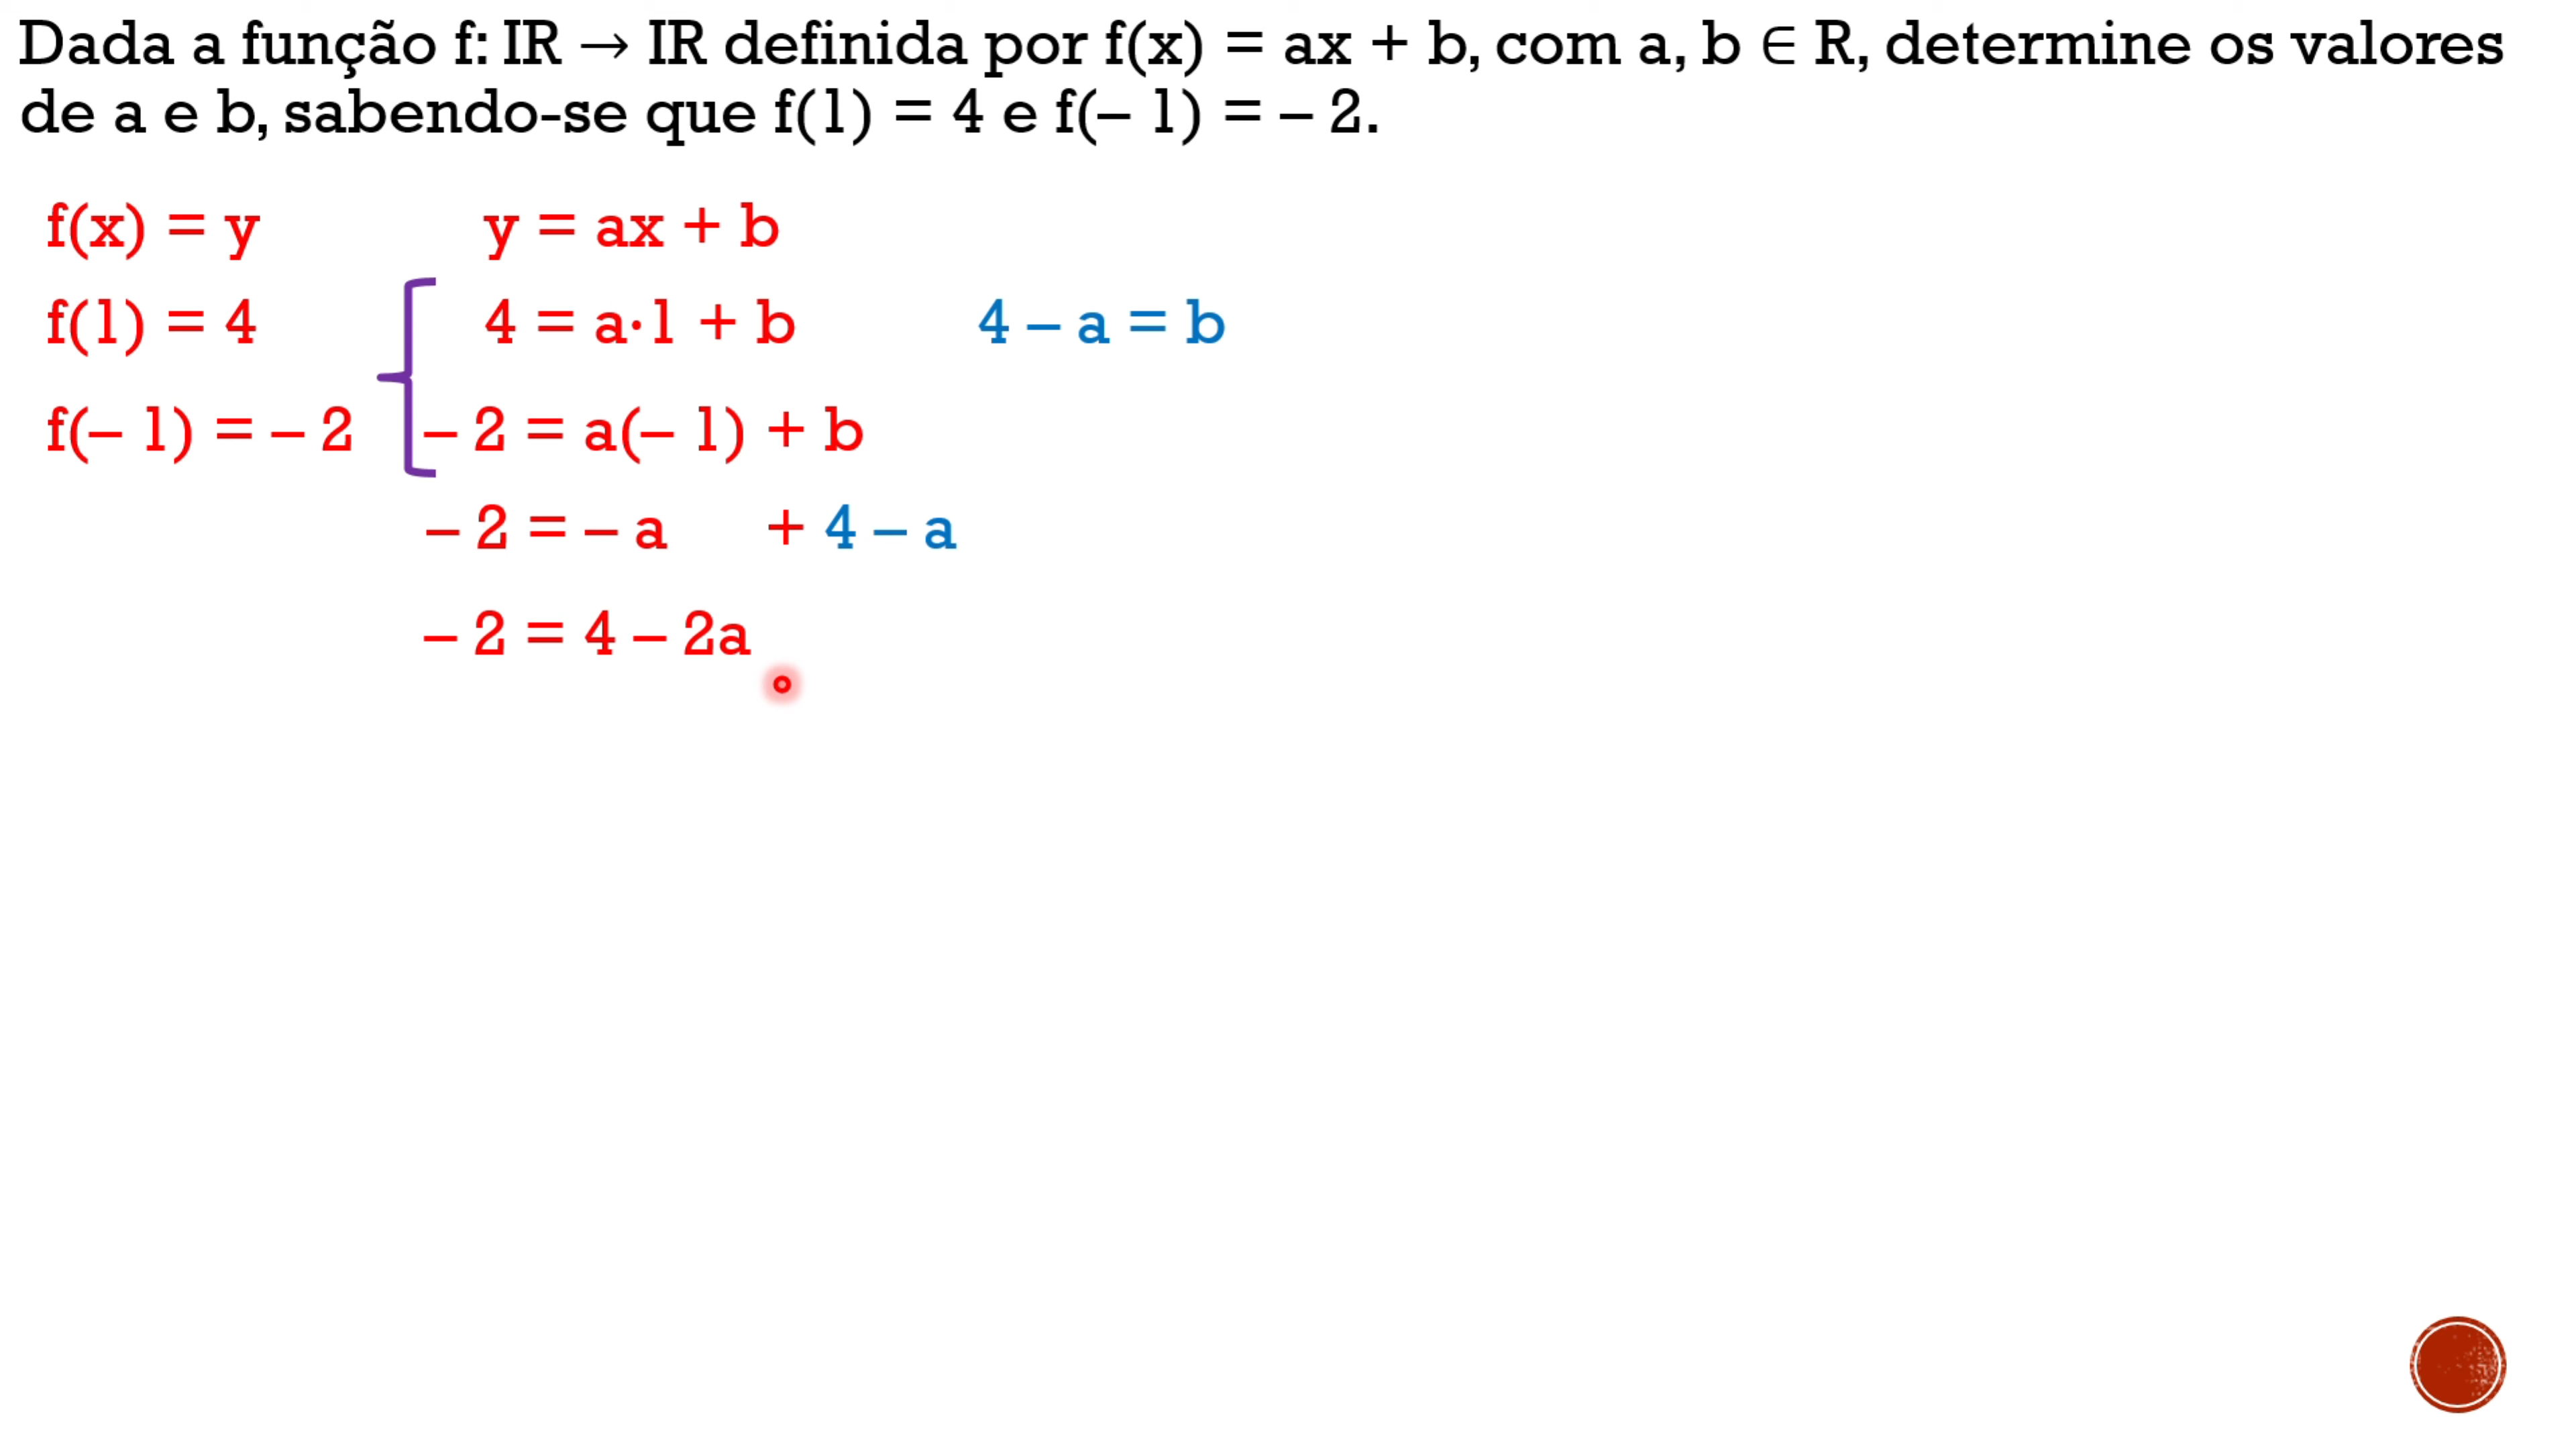 Dada a função f: IR → IR definida por f(x) = ax + b, com a, b ∈ R, determine os valores
de a e b, sabendo-se que f(1) = 4 e f(– 1) = – 2.
f(x) = y y = ax + b
f(1) = 4 4 = a·1 + b 4 – a = b
f(– 1) = – 2 – 2 = a(– 1) + b
– 2 = – a + 4 – a
– 2 = 4 – 2a